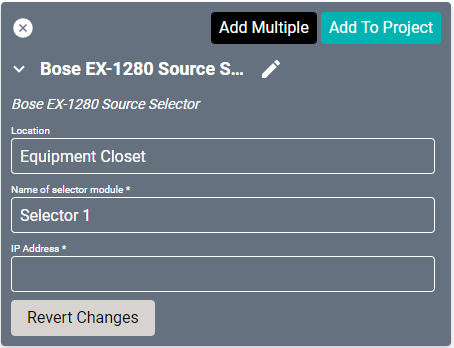 Add Multiple Add To Project
Bose EX-1280 Source S...
Bose EX-1280 Source Selector
Location
Equipment Closet
Name of selector module *
Selector 1
IP Address *
Revert Changes